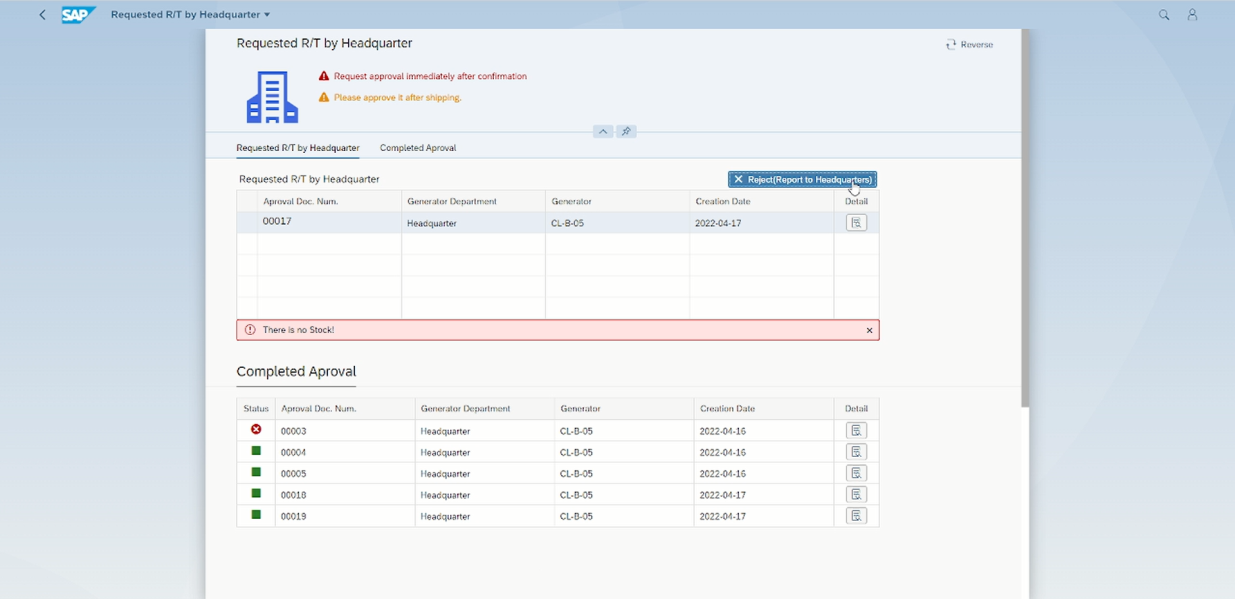 SAP Requested R/T by Headquarter
Requested R/T by Headquarter
Reverse
Request approval immediately after confirmation
Please approve it after shipping.
Requested R/T by Headquarter Completed Aproval
Requested R/T by Headquarter
Reject(Report to Headquarters)
Aproval Doc. Num. Generator Department Generator Creation Date Detail
00017 Headquarter CL-B-05 2022-04-17
There is no Stock!
Completed Aproval
Status Aproval Doc. Num. Generator Department Generator Creation Date Detail
00003 Headquarter CL-B-05 2022-04-16
00004 Headquarter CL-B-05 2022-04-16
00005 Headquarter CL-B-05 2022-04-16
00018 Headquarter CL-B-05 2022-04-17
00019 Headquarter CL-B-05 2022-04-17